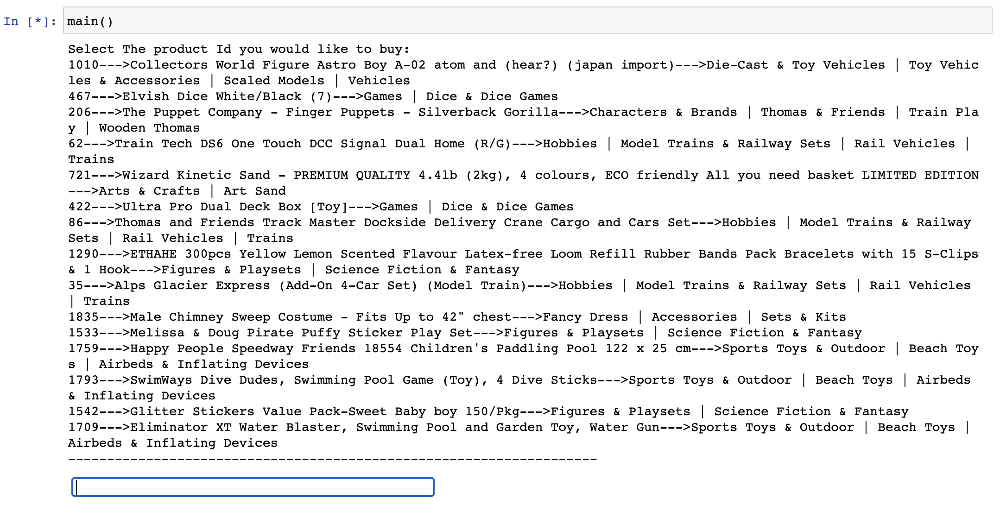 In [*]: main()
Select The product Id you would like to buy:
1010--->Collectors World Figure Astro Boy A-02 atom and (hear?) (japan import)--->Die-Cast & Toy Vehicles | Toy Vehic
les & Accessories | Scaled Models | Vehicles
467--->Elvish Dice White/Black (7)--->Games | Dice & Dice Games
206--->The Puppet Company - Finger Puppets - Silverback Gorilla--->Characters & Brands | Thomas & Friends | Train Pla
y | Wooden Thomas
62--->Train Tech DS6 One Touch DCC Signal Dual Home (R/G)--->Hobbies | Model Trains & Railway Sets | Rail Vehicles |
Trains
721--->Wizard Kinetic Sand - PREMIUM QUALITY 4.4lb (2kg), 4 colours, ECO friendly All you need basket LIMITED EDITION
--->Arts & Crafts | Art Sand
422--->Ultra Pro Dual Deck Box [Toy]--->Games | Dice & Dice Games
86--->Thomas and Friends Track Master Dockside Delivery Crane Cargo and Cars Set--->Hobbies | Model Trains & Railway
Sets | Rail Vehicles | Trains
1290--->ETHAHE 300pcs Yellow Lemon Scented Flavour Latex-free Loom Refill Rubber Bands Pack Bracelets with 15 S-Clips
& 1 Hook--->Figures & Playsets | Science Fiction & Fantasy
35--->Alps Glacier Express (Add-On 4-Car Set) (Model Train)--->Hobbies | Model Trains & Railway Sets | Rail Vehicles
| Trains
1835--->Male Chimney Sweep Costume - Fits Up to 42" chest--->Fancy Dress | Accessories | Sets & Kits
1533--->Melissa & Doug Pirate Puffy Sticker Play Set--->Figures & Playsets | Science Fiction & Fantasy
1759--->Happy People Speedway Friends 18554 Children's Paddling Pool 122 x 25 cm--->Sports Toys & Outdoor | Beach Toy
s | Airbeds & Inflating Devices
1793--->SwimWays Dive Dudes, Swimming Pool Game (Toy), 4 Dive Sticks--->Sports Toys & Outdoor | Beach Toys | Airbeds
& Inflating Devices
1542--->Glitter Stickers Value Pack-Sweet Baby boy 150/Pkg--->Figures & Playsets | Science Fiction & Fantasy
1709--->Eliminator XT Water Blaster, Swimming Pool and Garden Toy, Water Gun--->Sports Toys & Outdoor | Beach Toys |
Airbeds & Inflating Devices
--------------------------------------------------------------------